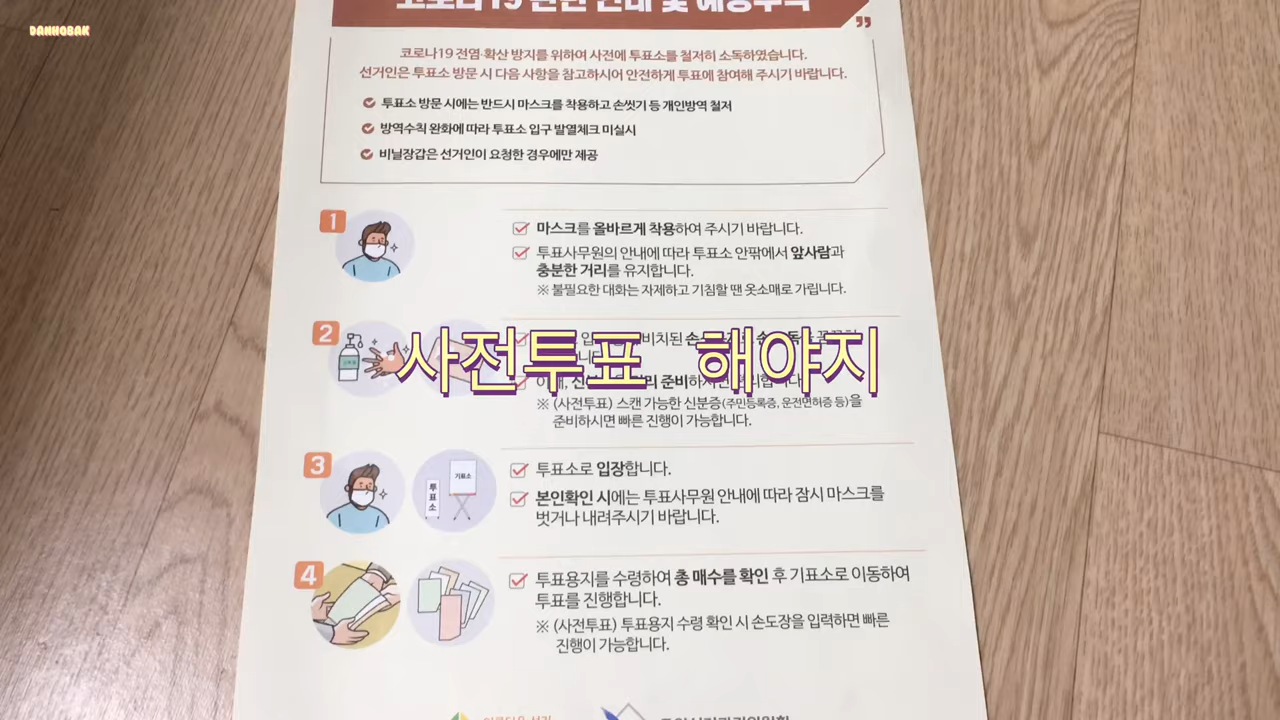 DANHOBAK
코로나19 관련 안내 및 예방수칙
코로나19 전염·확산 방지를 위하여 사전에 투표소를 철저히 소독하였습니다.
선거인은 투표소 방문 시 다음 사항을 참고하시어 안전하게 투표에 참여해 주시기 바랍니다.
투표소 방문 시에는 반드시 마스크를 착용하고 손씻기 등 개인방역 철저
방역수칙 완화에 따라 투표소 입구 발열체크 미실시
비닐장갑은 선거인이 요청한 경우에만 제공
1
마스크를 올바르게 착용하여 주시기 바랍니다.
투표사무원의 안내에 따라 투표소 안팎에서 앞사람과
충분한 거리를 유지합니다.
※ 불필요한 대화는 자제하고 기침할 땐 옷소매로 가립니다.
2
비치된
사전투표 해야지
준비
※ (사전투표) 스캔 가능한 신분증(주민등록증, 운전면허증 등)을
준비하시면 빠른 진행이 가능합니다.
3
투표소
기표소
투표소로 입장합니다.
본인확인 시에는 투표사무원 안내에 따라 잠시 마스크를
벗거나 내려주시기 바랍니다.
4
투표용지를 수령하여 총 매수를 확인 후 기표소로 이동하여
투표를 진행합니다.
※ (사전투표) 투표용지 수령 확인 시 손도장을 입력하면 빠른
진행이 가능합니다.